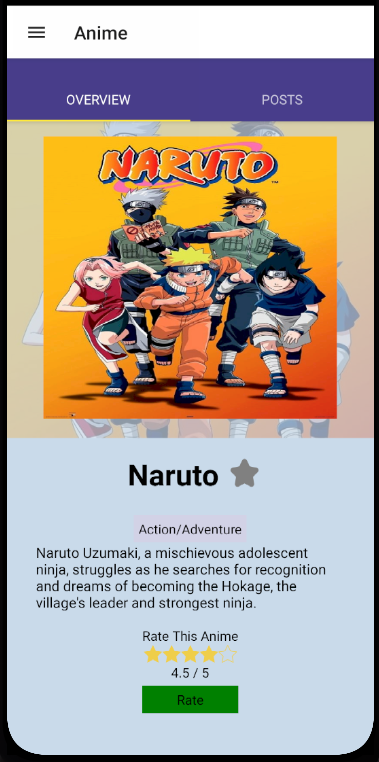 Anime
OVERVIEW
POSTS
NARUTO
Naruto
Action/Adventure
Naruto Uzumaki, a mischievous adolescent
ninja, struggles as he searches for recognition
and dreams of becoming the Hokage, the
village's leader and strongest ninja.
Rate This Anime
4.5 / 5
Rate